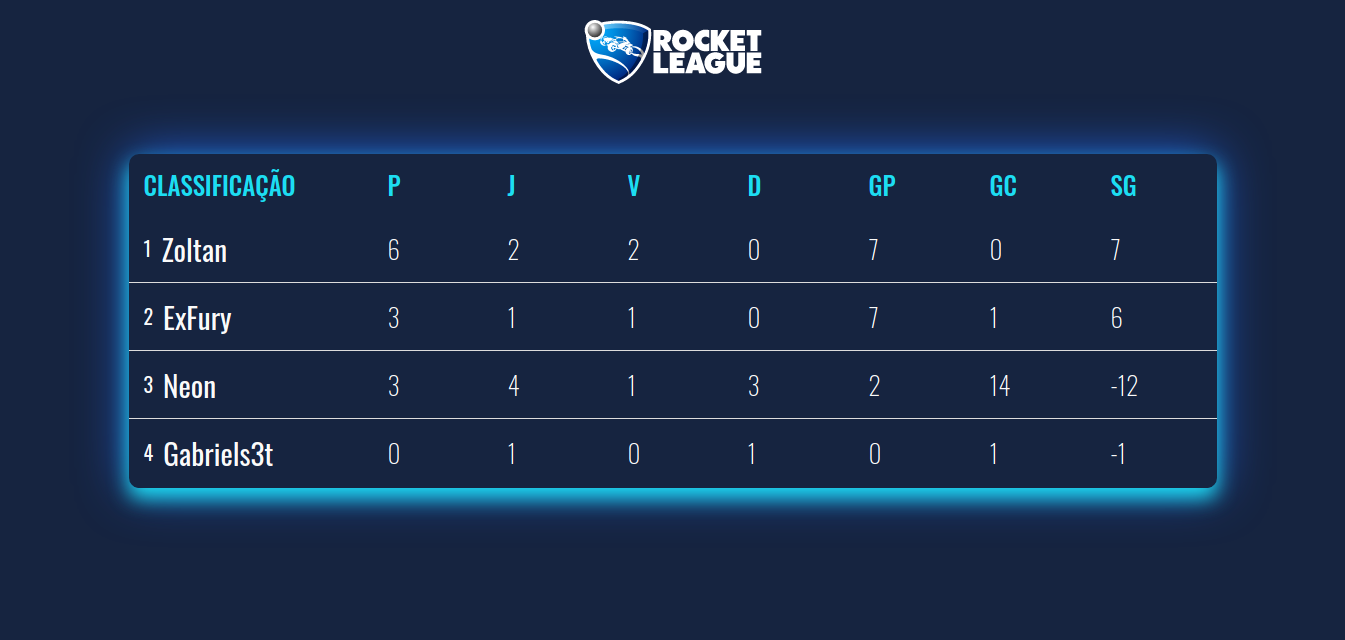 ROCKET
LEAGUE
CLASSIFICAÇÃO P J V D GP GC SG
1 Zoltan 6 2 2 0 7 0 7
2 ExFury 3 1 1 0 7 1 6
3 Neon 3 4 1 3 2 14 -12
4 Gabriels3t 0 1 0 1 0 1 -1